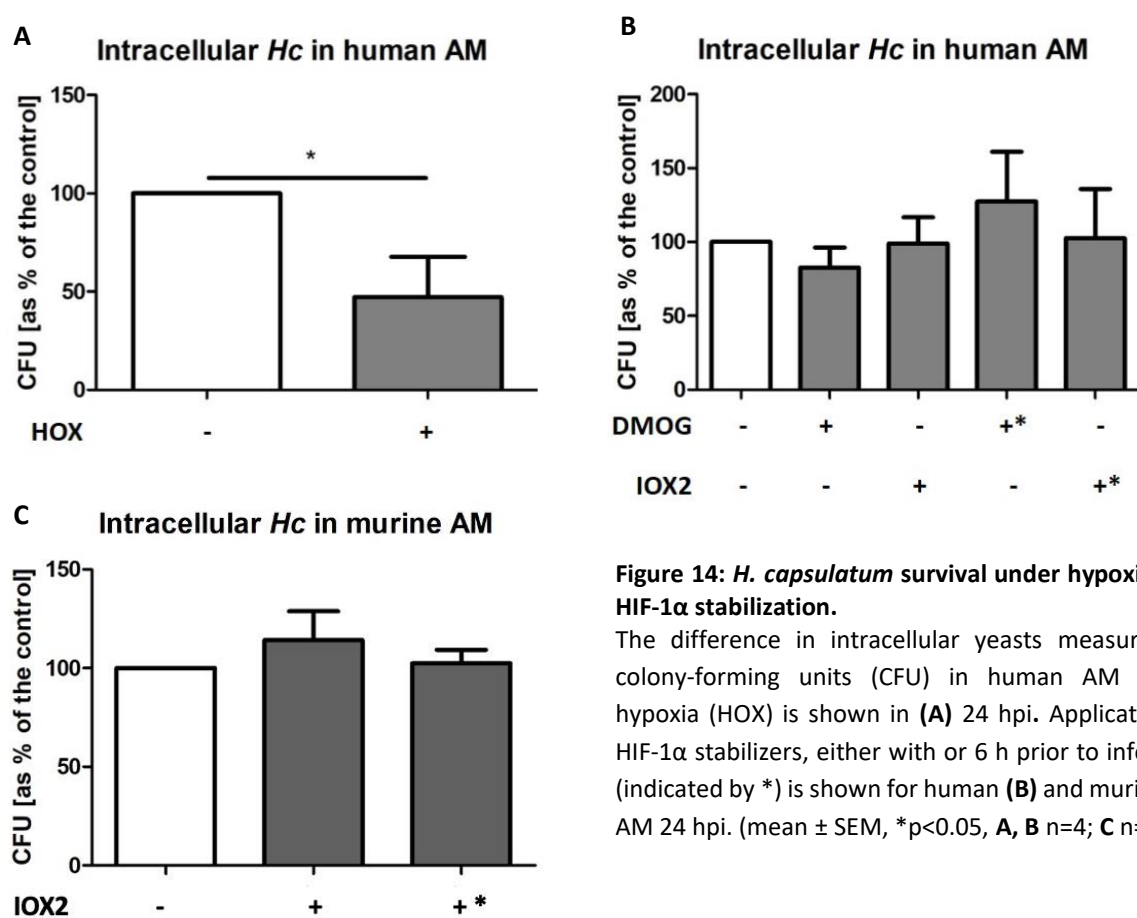 A
Intracellular Hc in human AM
CFU [as % of the control]
150
100
50
0
*
HOX - +
B
Intracellular Hc in human AM
CFU [as % of the control]
200
150
100
50
0
DMOG - + - +* -
IOX2 - - + - +*
C
Intracellular Hc in murine AM
CFU [as % of the control]
150
100
50
0
IOX2 - + + *
Figure 14: H. capsulatum survival under
HIF-1α stabilization.
The difference in intracellular yeasts
colony-forming units (CFU) in human AM
hypoxia (HOX) is shown in (A) 24 hpi.
HIF-1α stabilizers, either with or 6 h prior to
(indicated by *) is shown for human (B) and
AM 24 hpi. (mean ± SEM, *p<0.05, A, B n=4; C